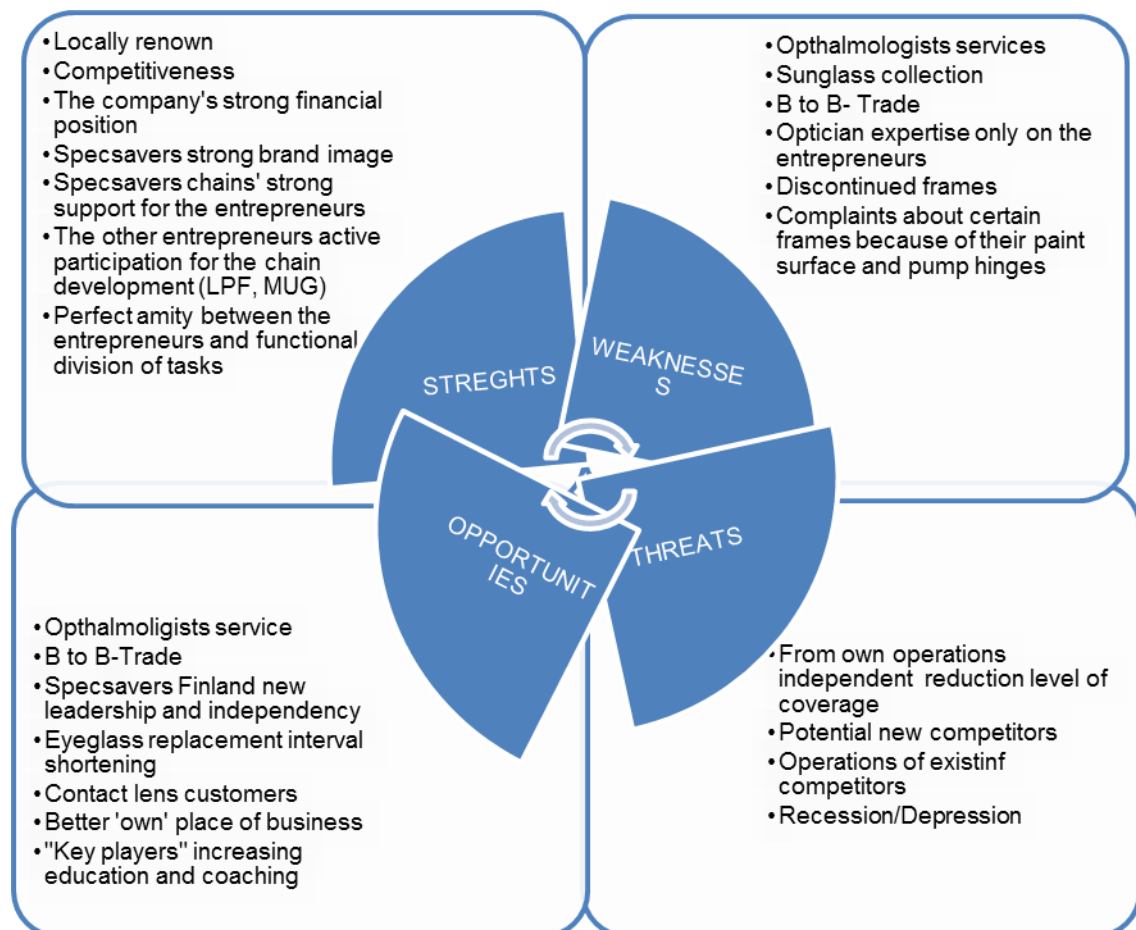 •Locally renown
•Competitiveness
•The company's strong financial
position
•Specsavers strong brand image
•Specsavers chains' strong
support for the entrepreneurs
•The other entrepreneurs active
participation for the chain
development (LPF, MUG)
•Perfect amity between the
entrepreneurs and functional
division of tasks
•Opthalmologists services
•Sunglass collection
•B to B- Trade
•Optician expertise only on the
entrepreneurs
•Discontinued frames
•Complaints about certain
frames because of their paint
surface and pump hinges
STREGHTS
WEAKNESSE
S
OPPORTUNIT
IES
THREATS
•Opthalmoligists service
•B to B-Trade
•Specsavers Finland new
leadership and independency
•Eyeglass replacement interval
shortening
•Contact lens customers
•Better 'own' place of business
•"Key players" increasing
education and coaching
•From own operations
independent reduction level of
coverage
•Potential new competitors
•Operations of existinf
competitors
•Recession/Depression